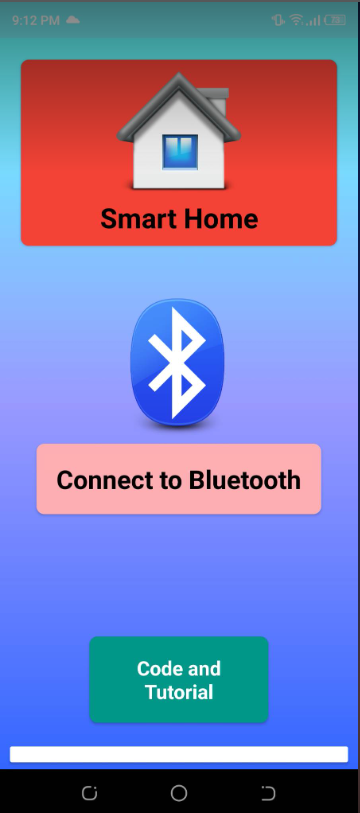 9:12 PM
Smart Home
Connect to Bluetooth
Code and
Tutorial